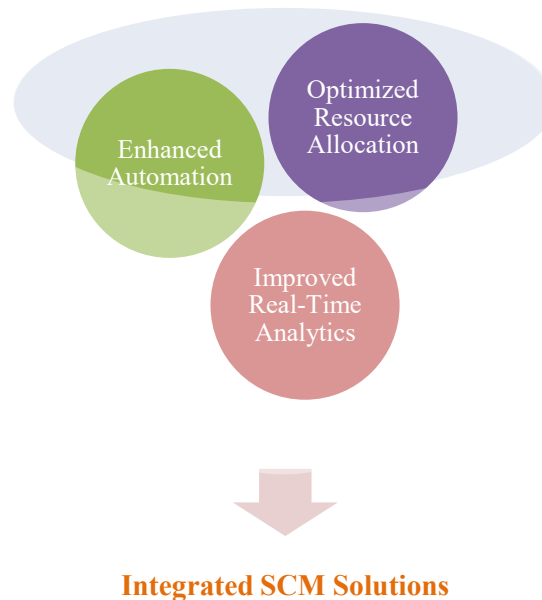 Optimized
Resource
Allocation
Enhanced
Automation
Improved
Real-Time
Analytics
Integrated SCM Solutions